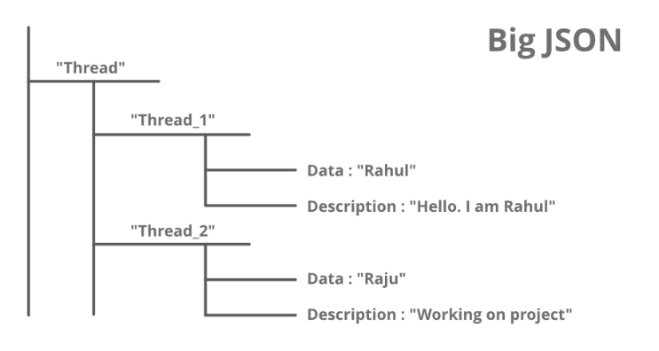 Big JSON
"Thread"
"Thread_1"
Data : "Rahul"
Description : "Hello. I am Rahul"
"Thread_2"
Data : "Raju"
Description : "Working on project"